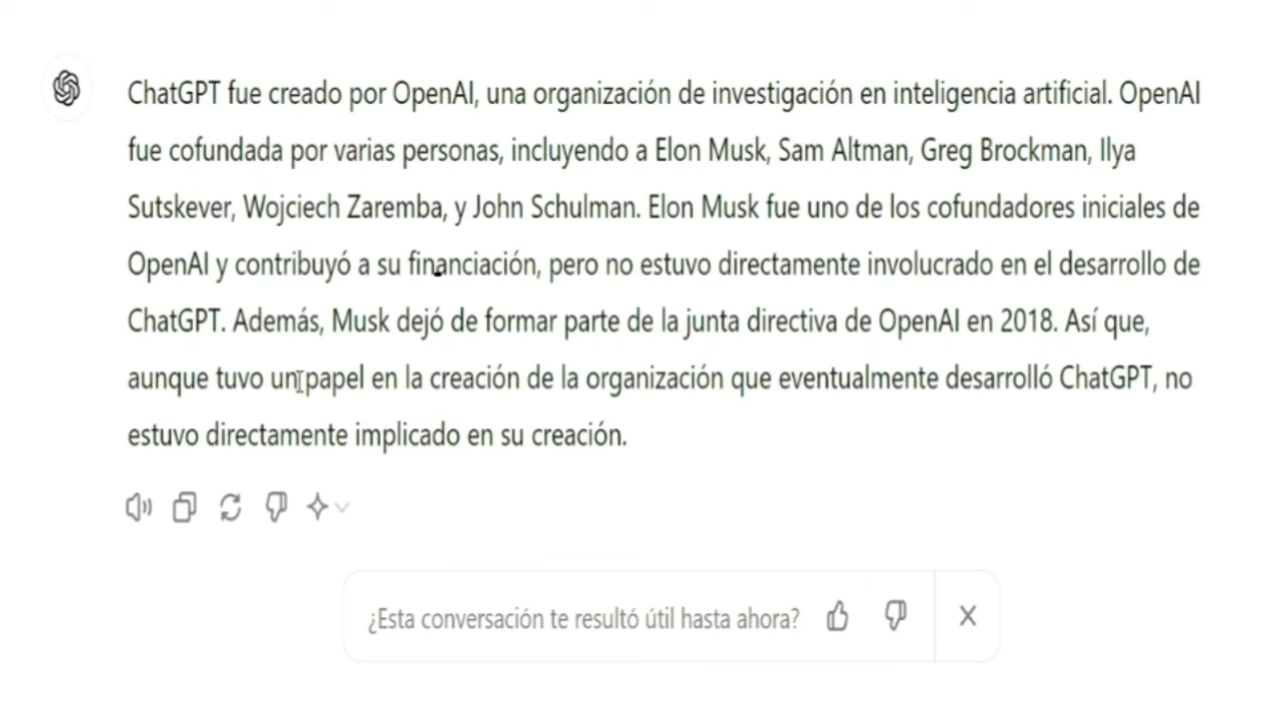 ChatGPT fue creado por OpenAI, una organización de investigación en inteligencia artificial. OpenAI
fue cofundada por varias personas, incluyendo a Elon Musk, Sam Altman, Greg Brockman, Ilya
Sutskever, Wojciech Zaremba, y John Schulman. Elon Musk fue uno de los cofundadores iniciales de
OpenAI y contribuyó a su financiación, pero no estuvo directamente involucrado en el desarrollo de
ChatGPT. Además, Musk dejó de formar parte de la junta directiva de OpenAI en 2018. Así que,
aunque tuvo un papel en la creación de la organización que eventualmente desarrolló ChatGPT, no
estuvo directamente implicado en su creación.
¿Esta conversación te resultó útil hasta ahora?